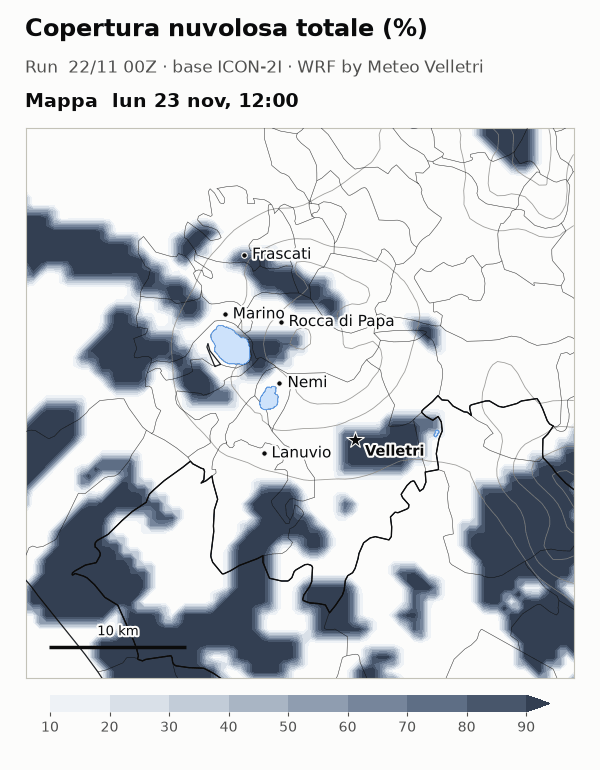 Copertura nuvolosa totale (%)
Run  22/11 00Z · base ICON-2I · WRF by Meteo Velletri
Mappa  lun 23 nov, 12:00
Frascati
Marino
Rocca di Papa
Nemi
Velletri
Lanuvio
10 km
10 20 30 40 50 60 70 80 90